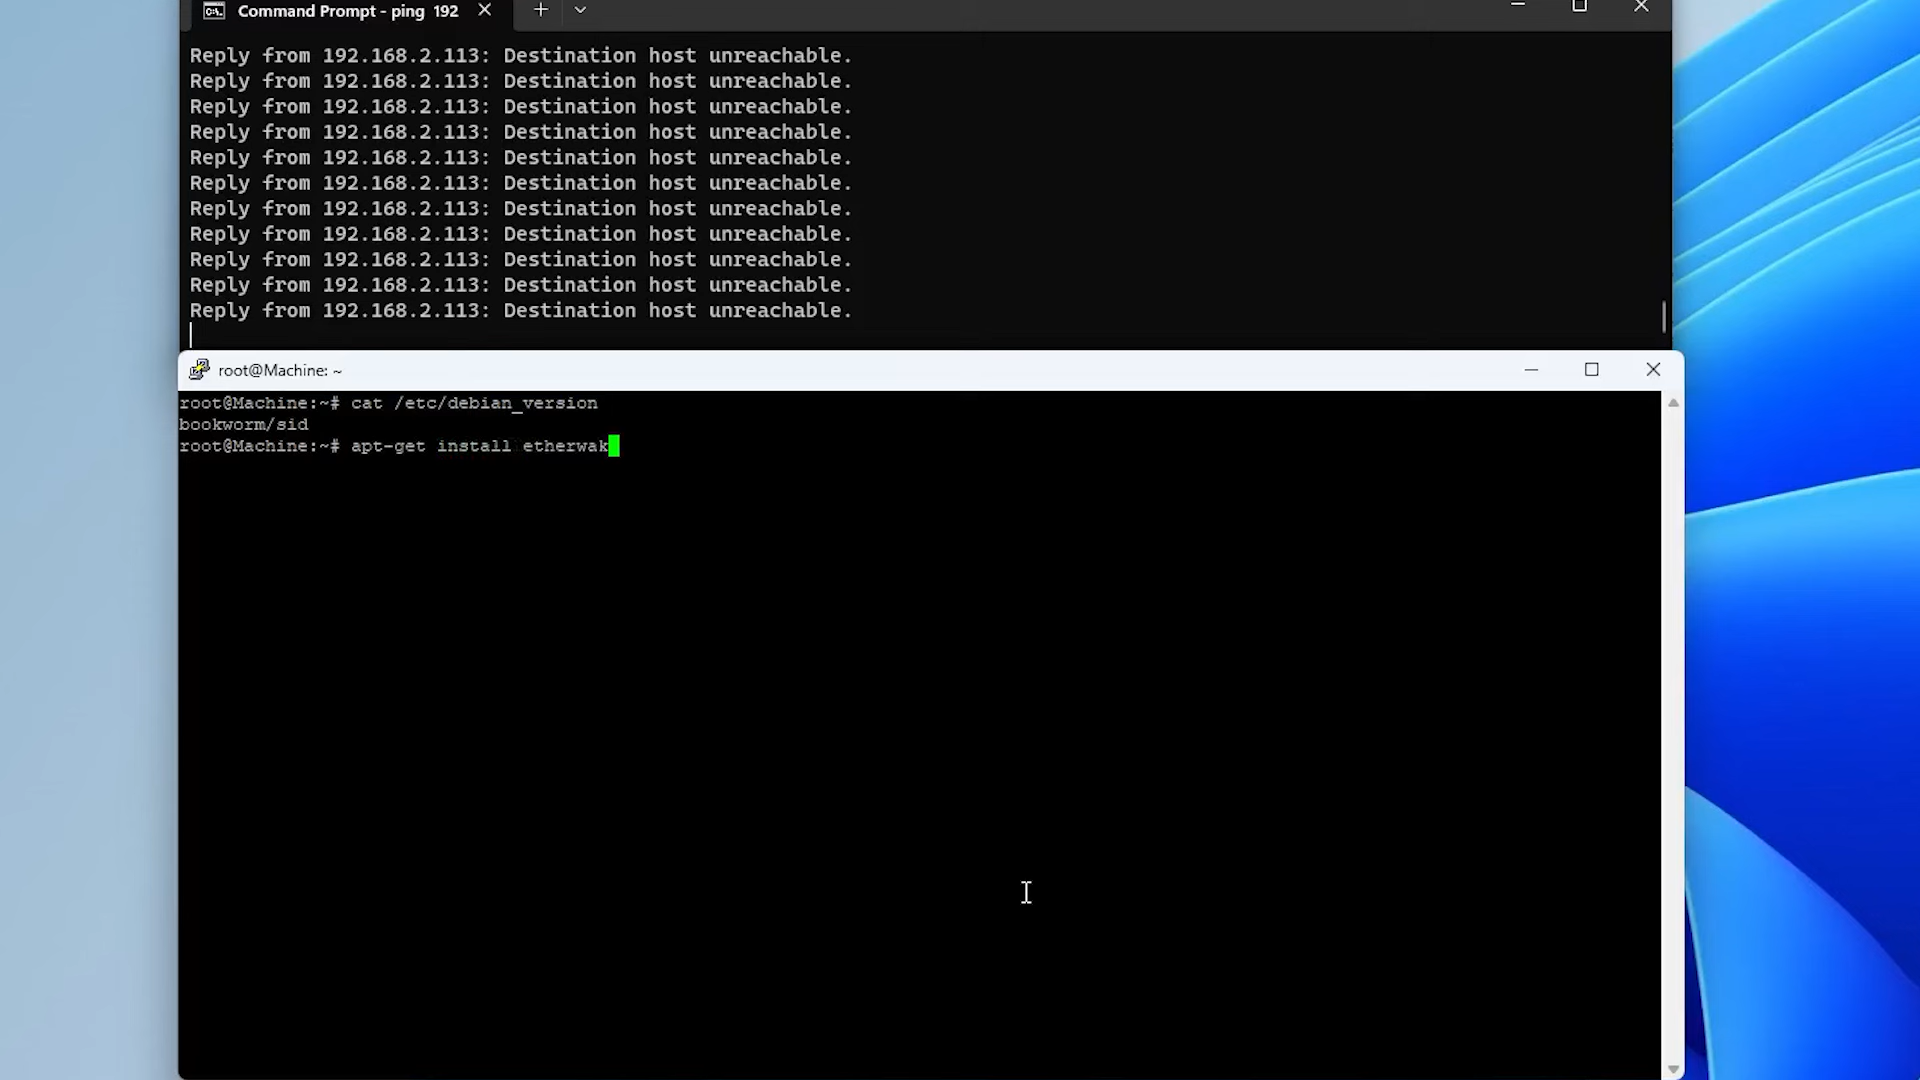 Command Prompt - ping 192
Reply from 192.168.2.113: Destination host unreachable.
Reply from 192.168.2.113: Destination host unreachable.
Reply from 192.168.2.113: Destination host unreachable.
Reply from 192.168.2.113: Destination host unreachable.
Reply from 192.168.2.113: Destination host unreachable.
Reply from 192.168.2.113: Destination host unreachable.
Reply from 192.168.2.113: Destination host unreachable.
Reply from 192.168.2.113: Destination host unreachable.
Reply from 192.168.2.113: Destination host unreachable.
Reply from 192.168.2.113: Destination host unreachable.
Reply from 192.168.2.113: Destination host unreachable.
root@Machine: ~
root@Machine:~# cat /etc/debian_version
bookworm/sid
root@Machine:~# apt-get install etherwak